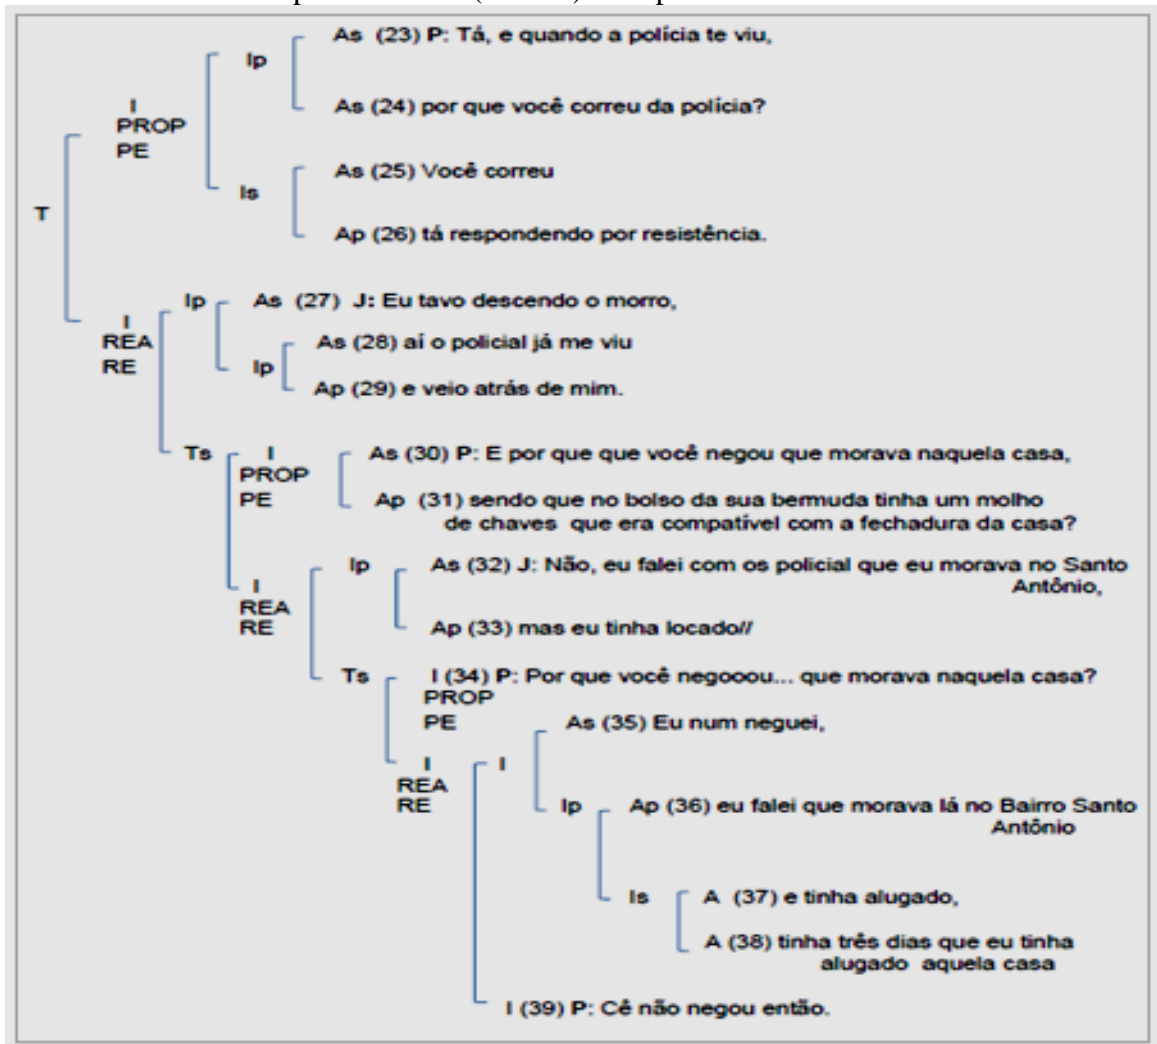 As (23) P: Tá, e quando a polícia te viu,
Ip
As (24) por que você correu da polícia?
I
PROP
PE
As (25) Você correu
Is
T
Ap (26) tá respondendo por resistência.
Ip As (27) J: Eu tavo descendo o morro,
I
REA
RE
As (28) aí o policial já me viu
Ip
Ap (29) e veio atrás de mim.
Ts I As (30) P: E por que que você negou que morava naquela casa,
PROP
PE Ap (31) sendo que no bolso da sua bermuda tinha um molho
de chaves que era compatível com a fechadura da casa?
Ip As (32) J: Não, eu falei com os policial que eu morava no Santo
Antônio,
I
REA
RE
Ap (33) mas eu tinha locado//
Ts I (34) P: Por que você negooou... que morava naquela casa?
PROP
PE As (35) Eu num neguei,
I I
REA
RE Ip Ap (36) eu falei que morava lá no Bairro Santo
Antônio
Is A (37) e tinha alugado,
A (38) tinha três dias que eu tinha
alugado aquela casa
I (39) P: Cê não negou então.